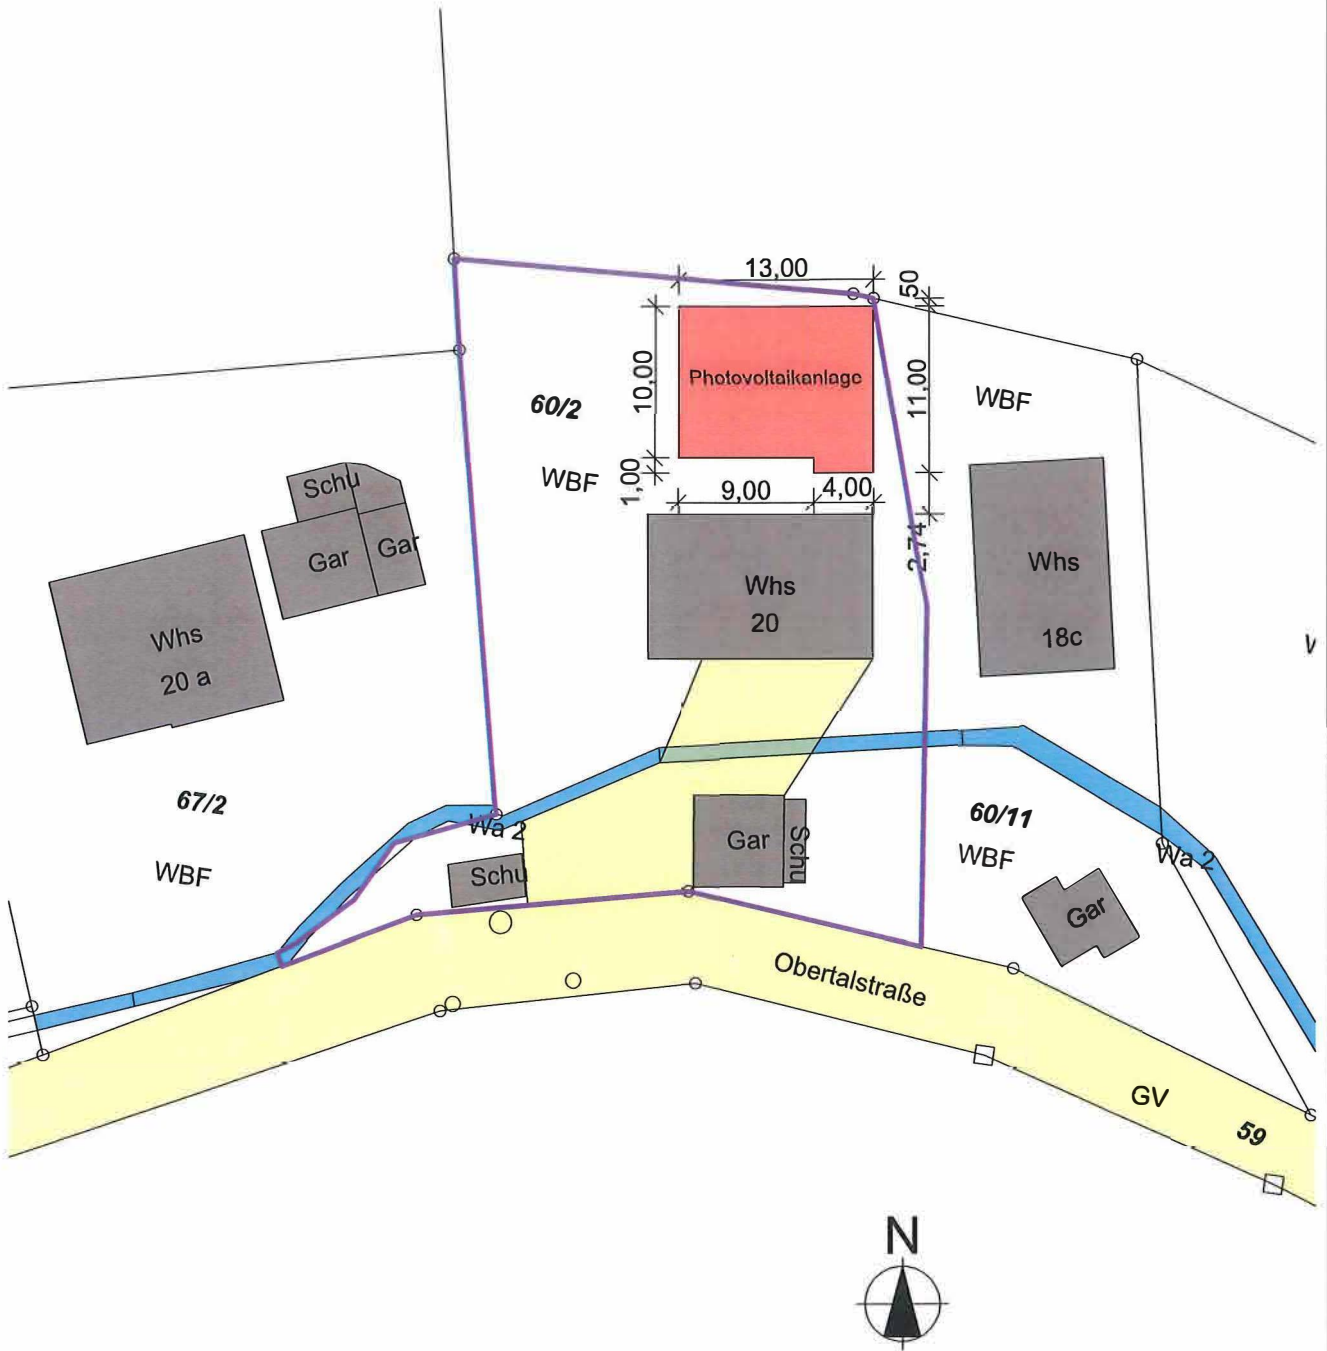 13,00
50
10,00
Photovoltaikanlage
11,00
60/2
WBF
WBF
1,00
9,00
4,00
Schu
Gar
Gar
2,74
Whs
20
Whs
18c
Whs
20 a
67/2
WBF
Wa 2
Schu
Gar
Schu
60/11
WBF
Wa 2
Gar
Obertalstraße
GV
59
N